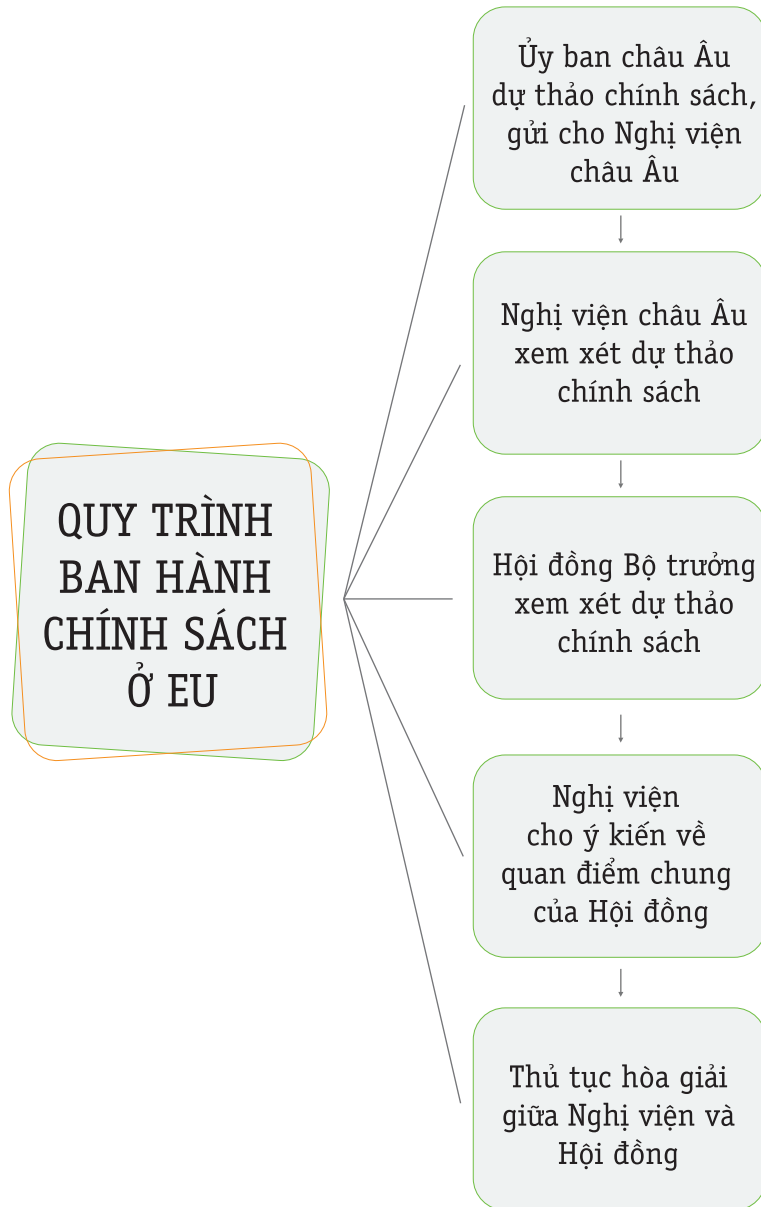 QUY TRÌNH
BAN HÀNH
CHÍNH SÁCH
Ở EU
Ủy ban châu Âu
dự thảo chính sách,
gửi cho Nghị viện
châu Âu
Nghị viện châu Âu
xem xét dự thảo
chính sách
Hội đồng Bộ trưởng
xem xét dự thảo
chính sách
Nghị viện
cho ý kiến về
quan điểm chung
của Hội đồng
Thủ tục hòa giải
giữa Nghị viện và
Hội đồng